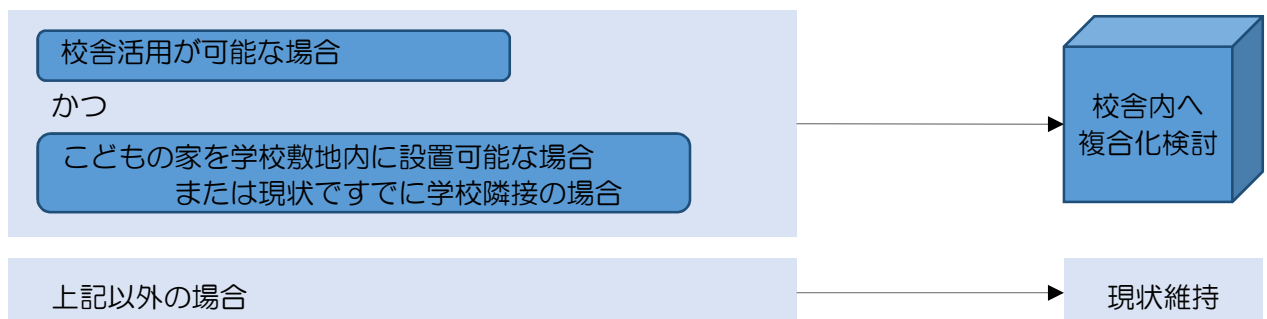 校舎活用が可能な場合
かつ
こどもの家を学校敷地内に設置可能な場合
または現状ですでに学校隣接の場合
校舎内へ
複合化検討
上記以外の場合
現状維持